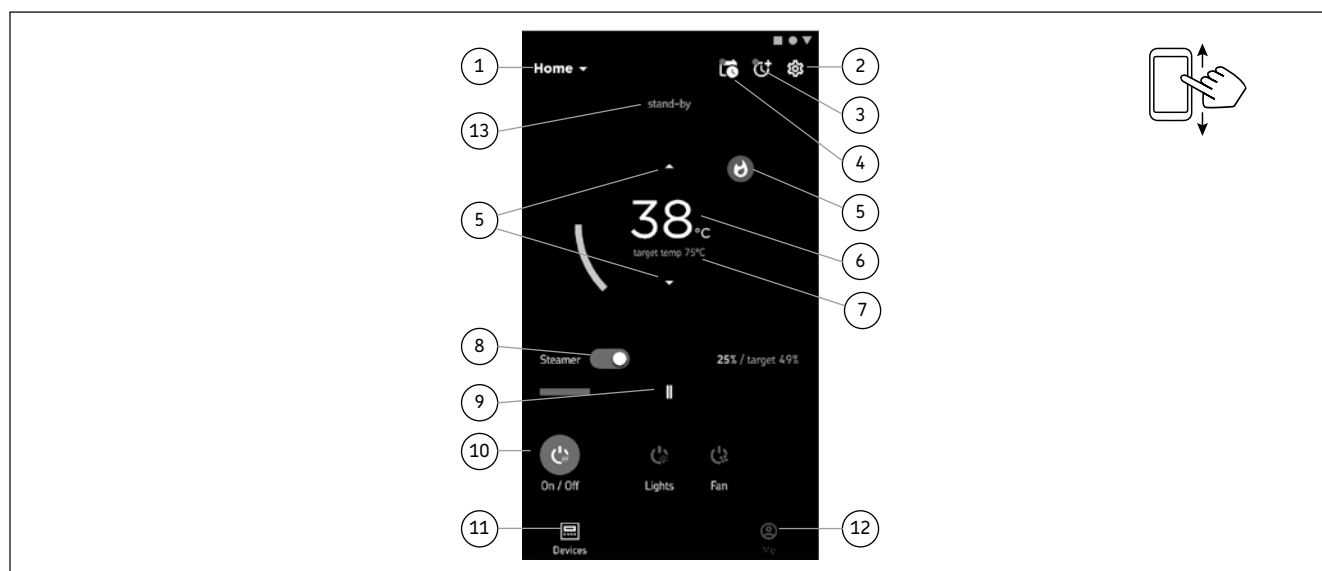 1
Home
2
stand-by
13
3
4
5
5
38 °C
6
target temp 75°C
7
8
Steamer
25% / target 49%
9
10
On / Off
Lights
Fan
11
12
Devices
Me